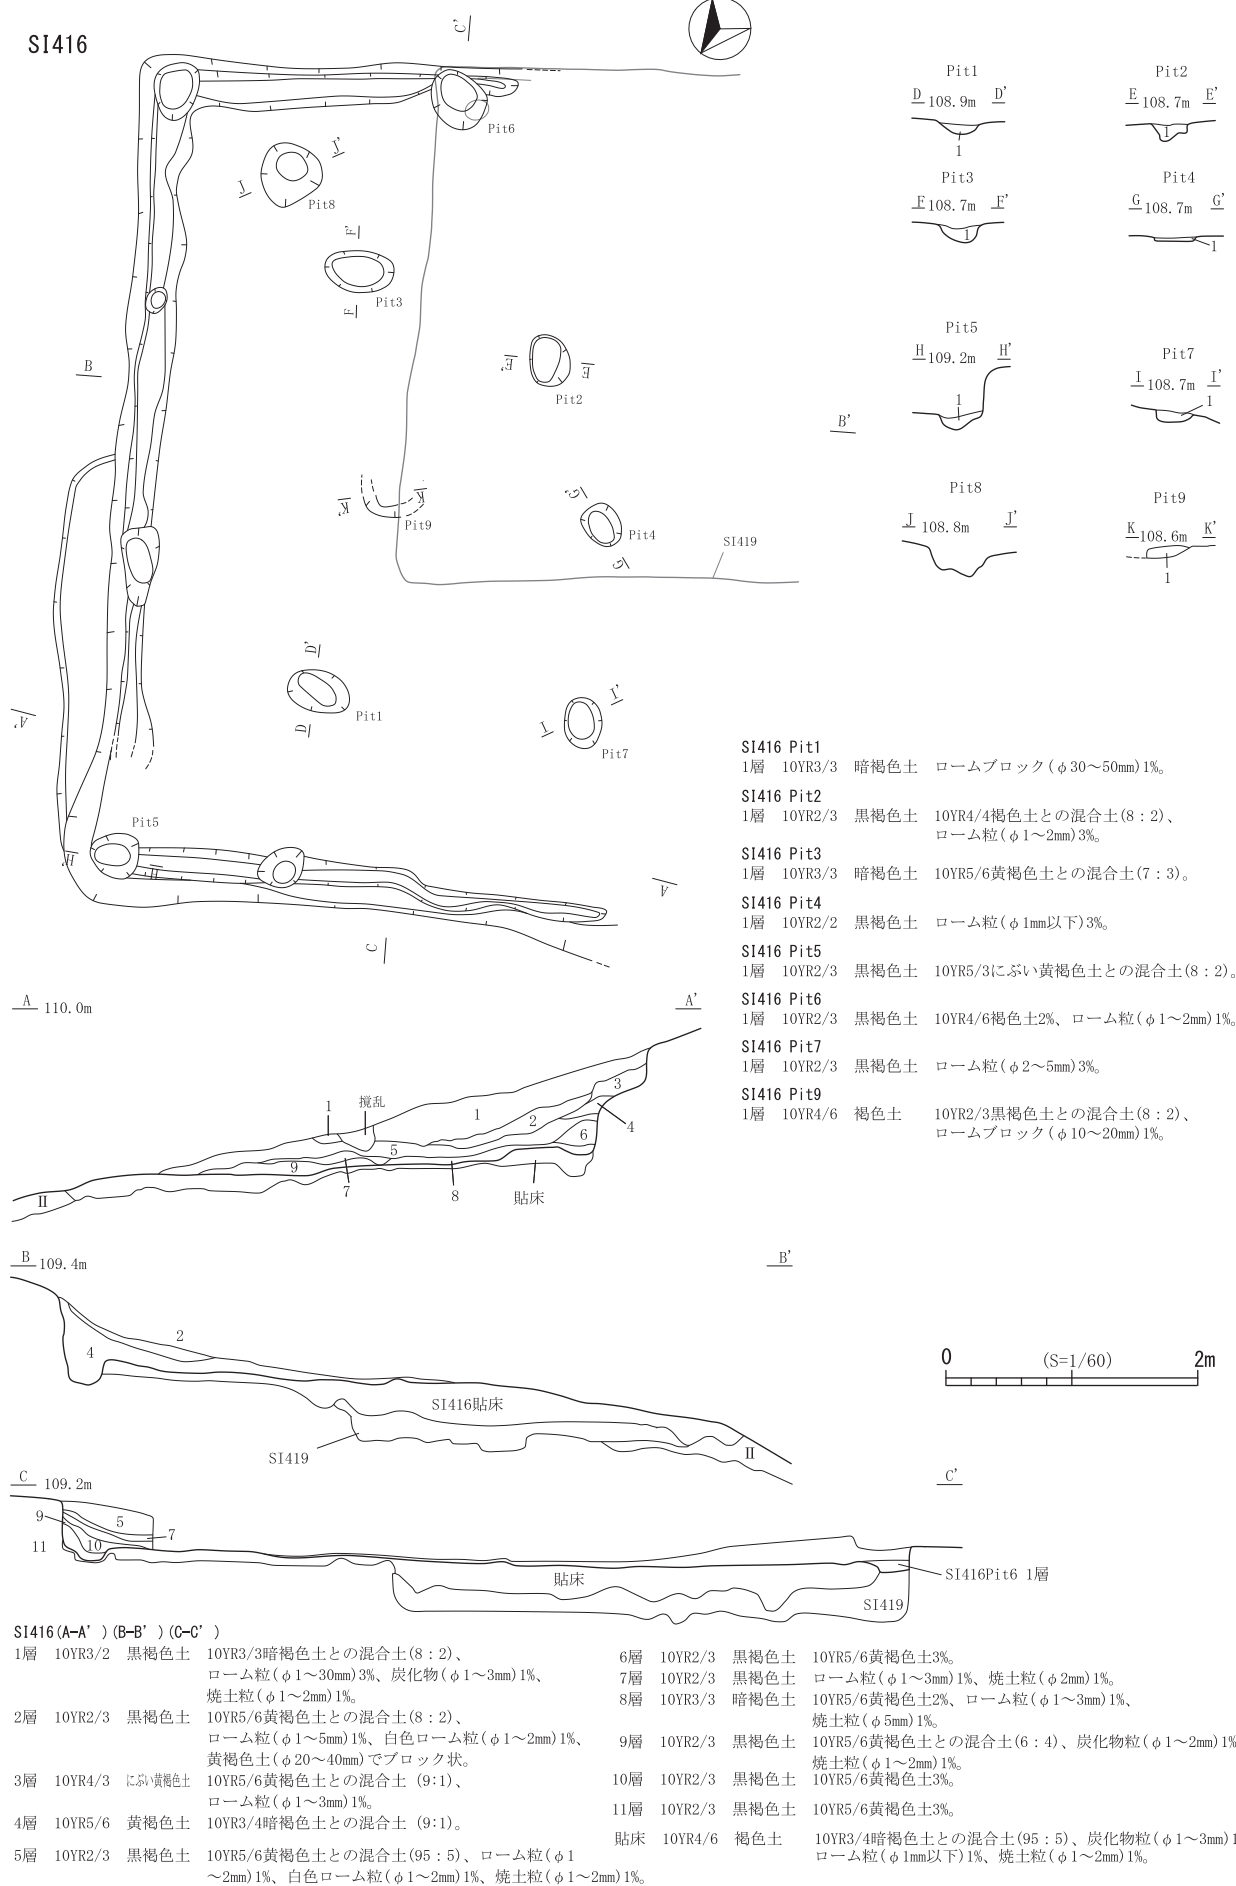 SI416
C'
Pit6
J'
J
Pit8
F'
Pit3
F
B
E'
E
Pit2
B'
K'
K
Pit9
G'
Pit4
G
SI419
D'
Pit1
D
I'
I
Pit7
A'
Pit5
H'
H
A
C
Pit1
D 108.9m D'
1
Pit2
E 108.7m E'
1
Pit3
F 108.7m F'
1
Pit4
G 108.7m G'
1
Pit5
H 109.2m H'
1
Pit7
I 108.7m I'
1
Pit8
J 108.8m J'
Pit9
K 108.6m K'
1
SI416 Pit1
1層 10YR3/3 暗褐色土 ロームブロック(φ30～50mm)1%。
SI416 Pit2
1層 10YR2/3 黒褐色土 10YR4/4褐色土との混合土(8：2)、
ローム粒(φ1～2mm)3%。
SI416 Pit3
1層 10YR3/3 暗褐色土 10YR5/6黄褐色土との混合土(7：3)。
SI416 Pit4
1層 10YR2/2 黒褐色土 ローム粒(φ1mm以下)3%。
SI416 Pit5
1層 10YR2/3 黒褐色土 10YR5/3にぶい黄褐色土との混合土(8：2)。
SI416 Pit6
1層 10YR2/3 黒褐色土 10YR4/6褐色土2%、ローム粒(φ1～2mm)1%。
SI416 Pit7
1層 10YR2/3 黒褐色土 ローム粒(φ2～5mm)3%。
SI416 Pit9
1層 10YR4/6 褐色土 10YR2/3黒褐色土との混合土(8：2)、
ロームブロック(φ10～20mm)1%。
A 110.0m A'
1 撹乱 1 2 3 4
5 6
9 7 8 貼床
II
B 109.4m B'
2
4
SI416貼床
SI419
II
0 (S=1/60) 2m
C 109.2m C'
9 5 7
11 10
貼床
SI416Pit6 1層
SI419
SI416(A-A')(B-B')(C-C')
1層 10YR3/2 黒褐色土 10YR3/3暗褐色土との混合土(8：2)、
ローム粒(φ1～30mm)3%、炭化物(φ1～3mm)1%、
焼土粒(φ1～2mm)1%。
2層 10YR2/3 黒褐色土 10YR5/6黄褐色土との混合土(8：2)、
ローム粒(φ1～5mm)1%、白色ローム粒(φ1～2mm)1%、
黄褐色土(φ20～40mm)でブロック状。
3層 10YR4/3 にぶい黄褐色土 10YR5/6黄褐色土との混合土 (9:1)、
ローム粒(φ1～3mm)1%。
4層 10YR5/6 黄褐色土 10YR3/4暗褐色土との混合土 (9:1)。
5層 10YR2/3 黒褐色土 10YR5/6黄褐色土との混合土(95：5)、ローム粒(φ1
～2mm)1%、白色ローム粒(φ1～2mm)1%、焼土粒(φ1～2mm)1%。
6層 10YR2/3 黒褐色土 10YR5/6黄褐色土3%。
7層 10YR2/3 黒褐色土 ローム粒(φ1～3mm)1%、焼土粒(φ2mm)1%。
8層 10YR3/3 暗褐色土 10YR5/6黄褐色土2%、ローム粒(φ1～3mm)1%、
焼土粒(φ5mm)1%。
9層 10YR2/3 黒褐色土 10YR5/6黄褐色土との混合土(6：4)、炭化物粒(φ1～2mm)1%
焼土粒(φ1～2mm)1%。
10層 10YR2/3 黒褐色土 10YR5/6黄褐色土3%。
11層 10YR2/3 黒褐色土 10YR5/6黄褐色土3%。
貼床 10YR4/6 褐色土 10YR3/4暗褐色土との混合土(95：5)、炭化物粒(φ1～3mm)1
ローム粒(φ1mm以下)1%、焼土粒(φ1～2mm)1%。